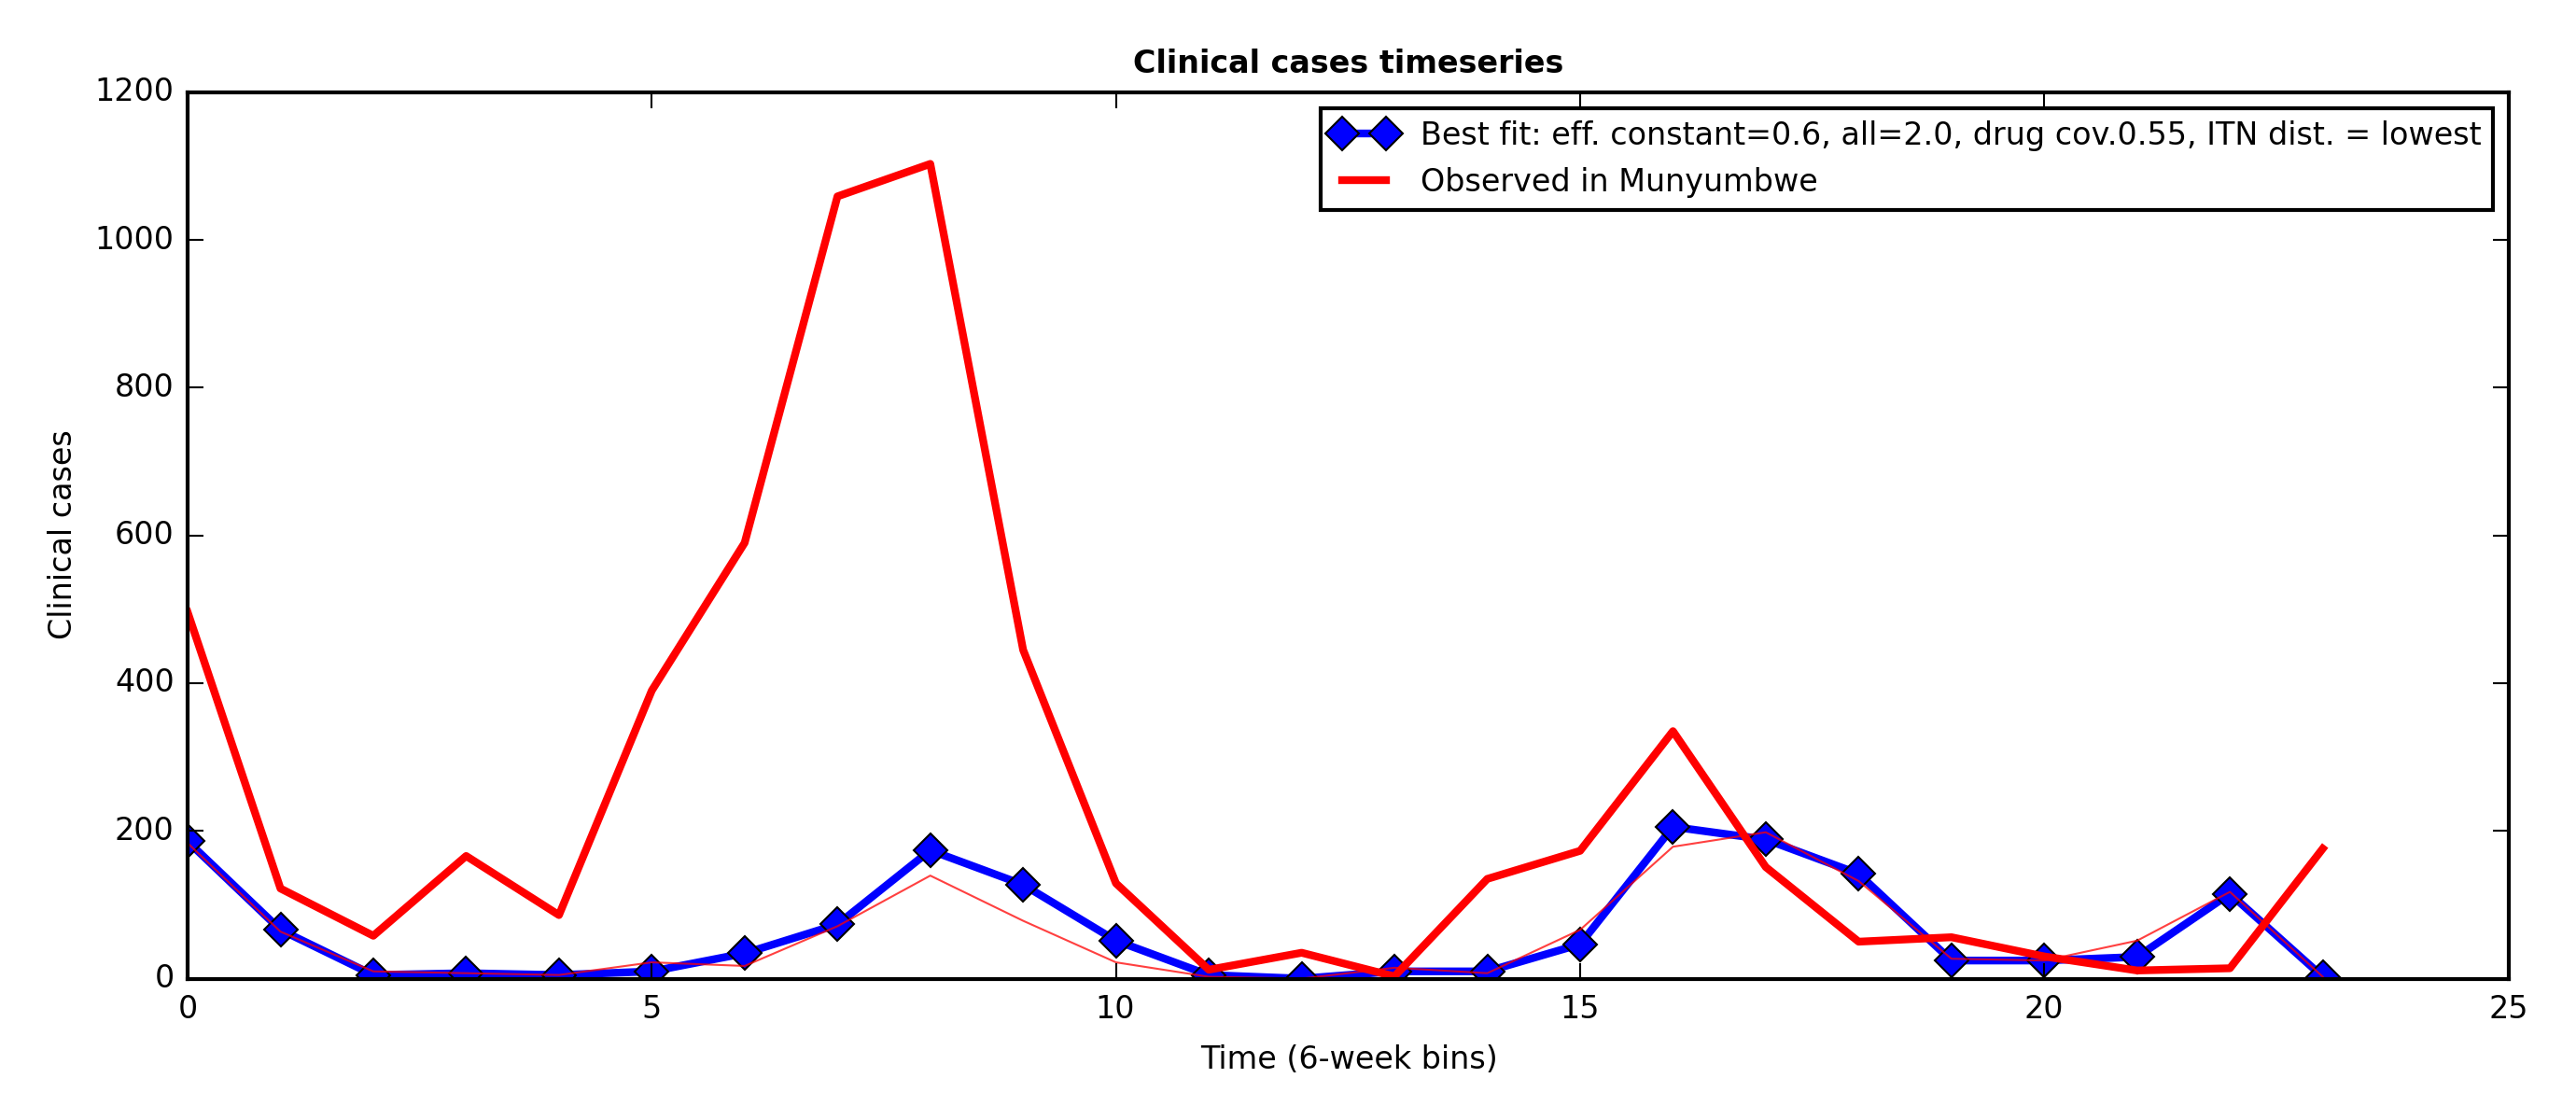 Clinical cases timeseries
Best fit: eff. constant=0.6, all=2.0, drug cov.0.55, ITN dist. = lowest
Observed in Munyumbwe
1200
1000
800
600
400
200
0
Clinical cases
0 5 10 15 20 25
Time (6-week bins)